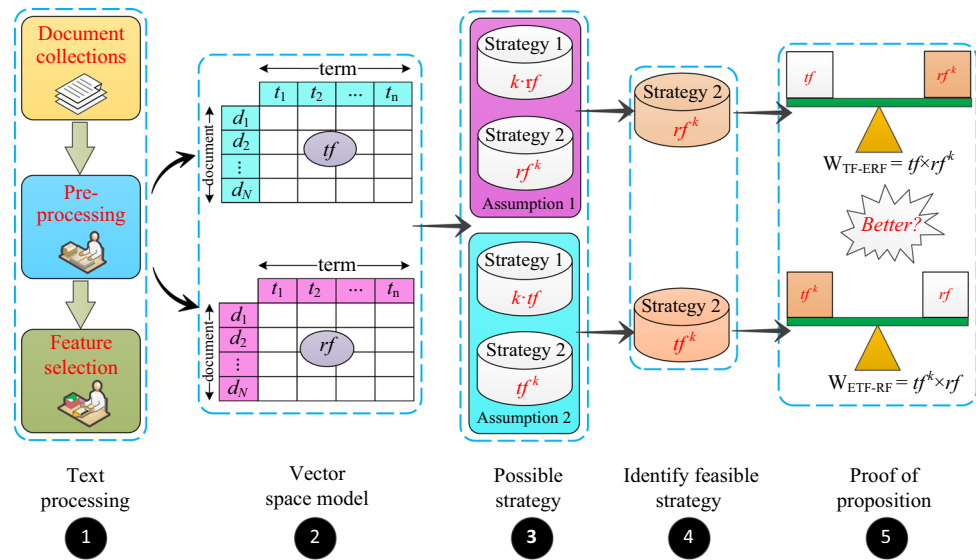 Document
collections
Pre-
processing
Feature
selection
Text
processing
1
term
t₁ t₂ ... tₙ
document
d₁
d₂
⋮
d_N
tf
term
t₁ t₂ ... tₙ
document
d₁
d₂
⋮
d_N
rf
Vector
space model
2
Strategy 1
k·rf
Strategy 2
rf^k
Assumption 1
Strategy 1
k·tf
Strategy 2
tf^k
Assumption 2
Possible
strategy
3
Strategy 2
rf^k
Strategy 2
tf^k
Identify feasible
strategy
4
tf rf^k
W_TF-ERF = tf×rf^k
Better?
tf^k rf
W_ETF-RF = tf^k×rf
Proof of
proposition
5